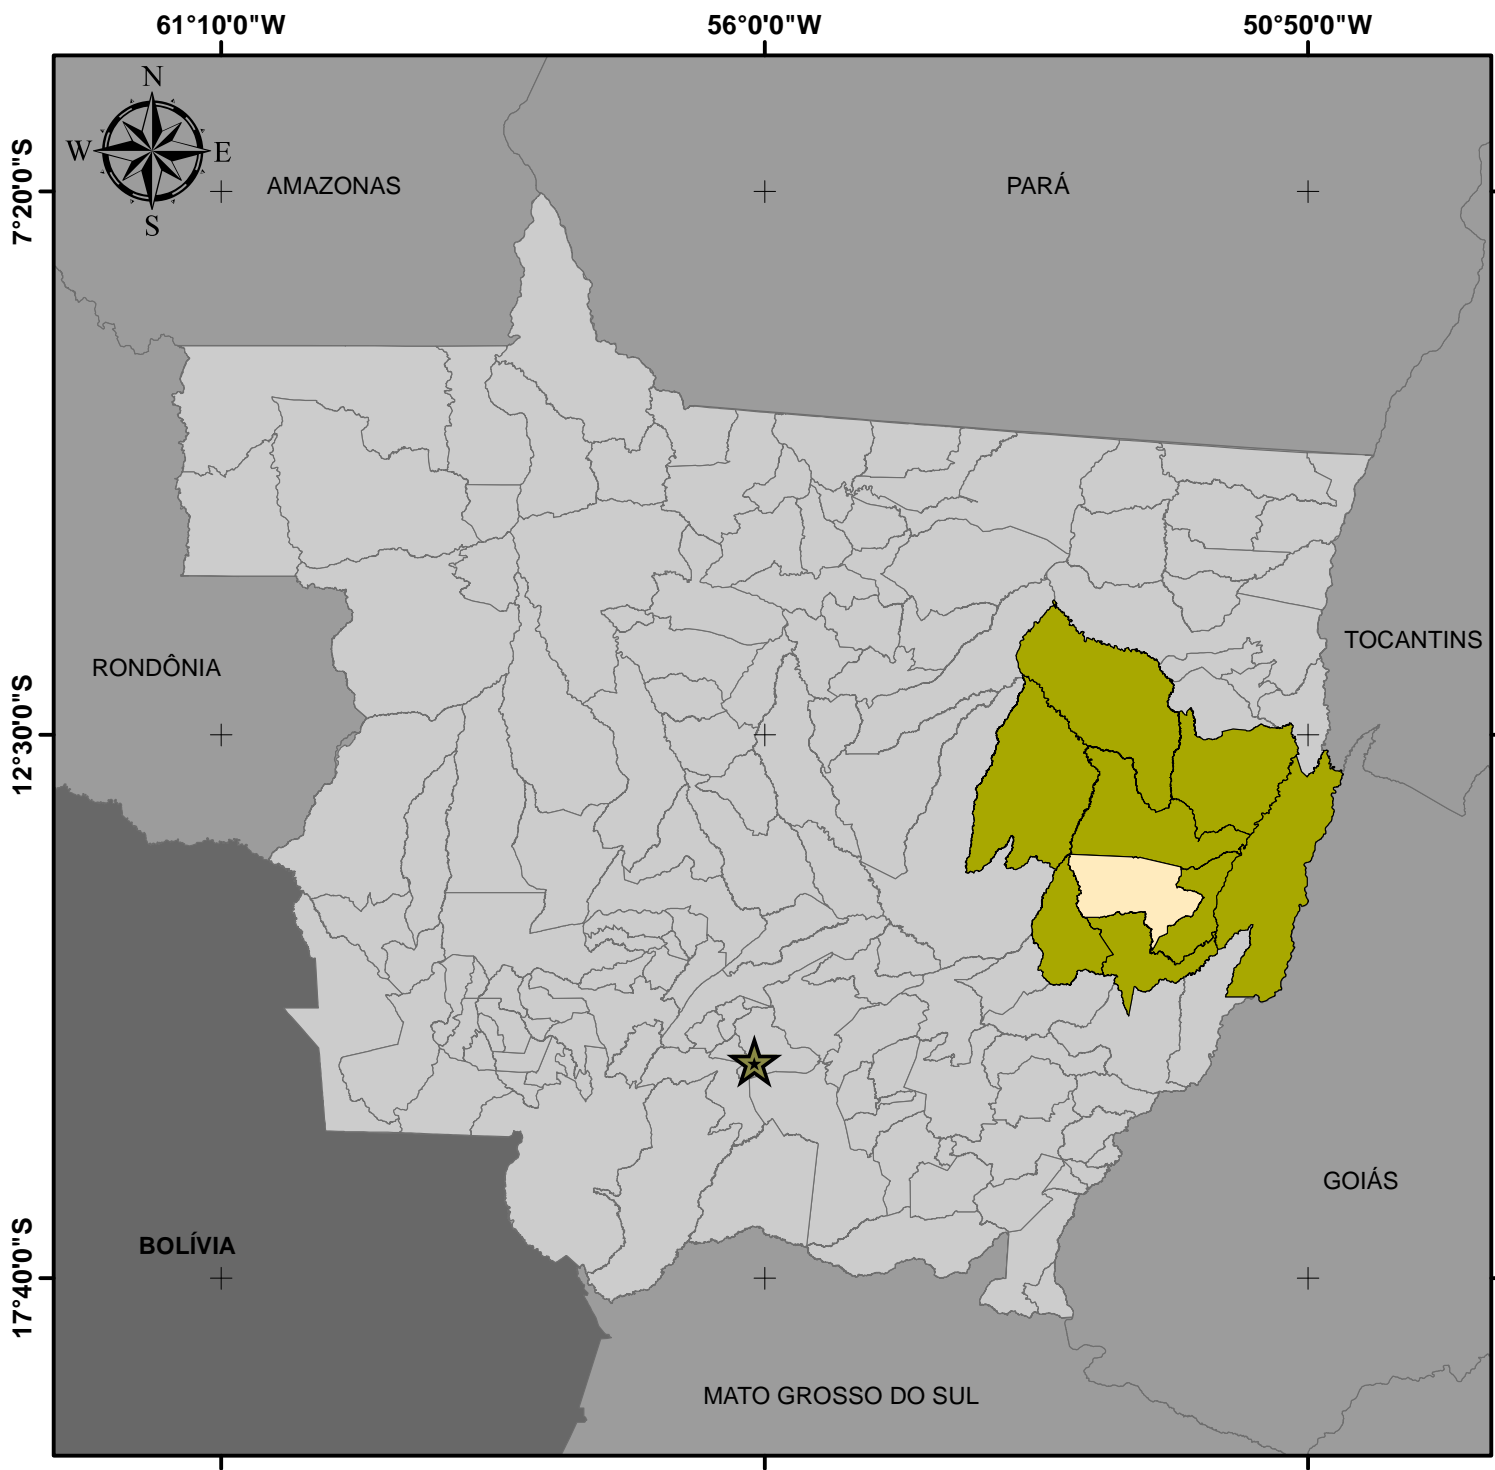 61°10'0"W 56°0'0"W 50°50'0"W
N
W E
S
7°20'0"S
AMAZONAS
PARÁ
TOCANTINS
RONDÔNIA
12°30'0"S
GOIÁS
BOLÍVIA
17°40'0"S
MATO GROSSO DO SUL